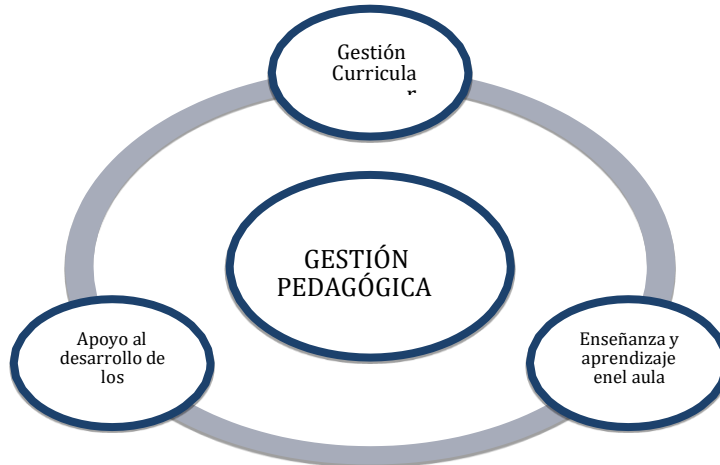 Gestión
Curricula
r
GESTIÓN
PEDAGÓGICA
Apoyo al
desarrollo de
los
Enseñanza y
aprendizaje
enel aula